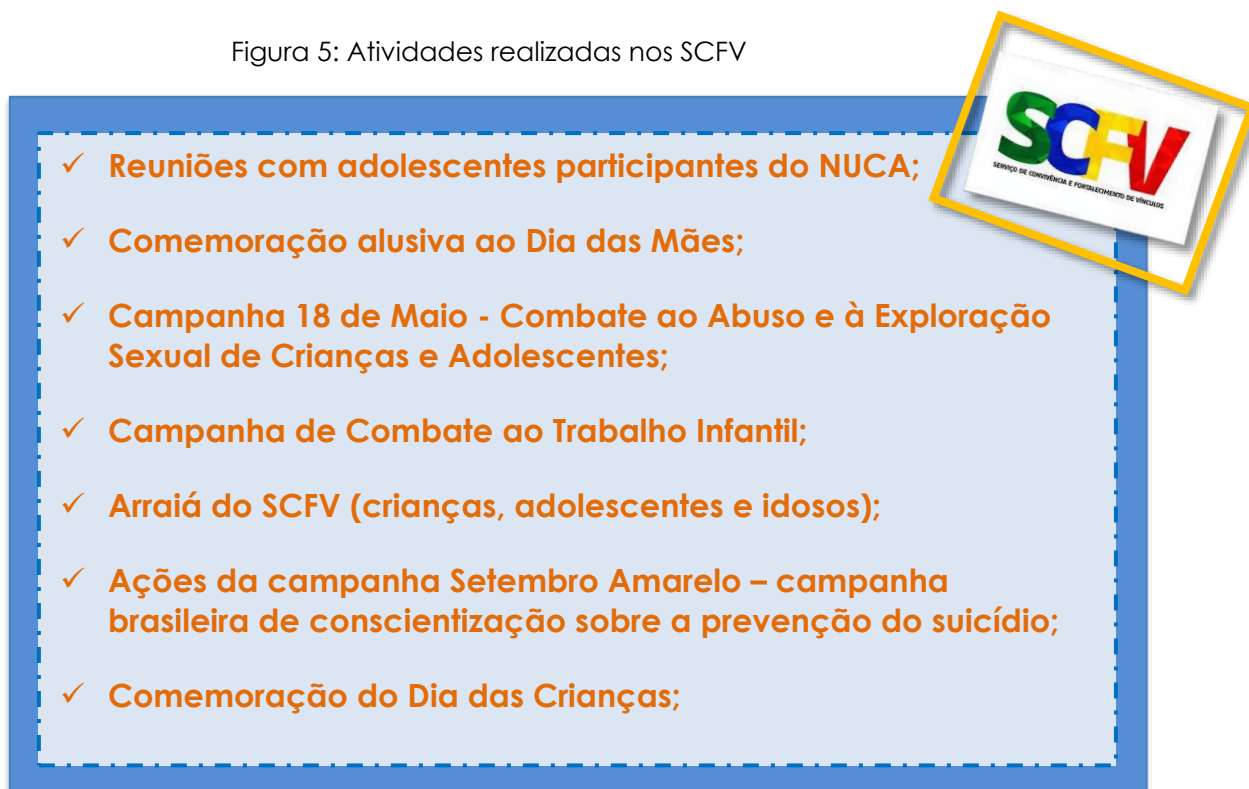 Figura 5: Atividades realizadas nos SCFV
SCFV
SERVIÇO DE CONVIVÊNCIA E FORTALECIMENTO DE VÍNCULOS
✓ Reuniões com adolescentes participantes do NUCA;
✓ Comemoração alusiva ao Dia das Mães;
✓ Campanha 18 de Maio - Combate ao Abuso e à Exploração
Sexual de Crianças e Adolescentes;
✓ Campanha de Combate ao Trabalho Infantil;
✓ Arraiá do SCFV (crianças, adolescentes e idosos);
✓ Ações da campanha Setembro Amarelo – campanha
brasileira de conscientização sobre a prevenção do suicídio;
✓ Comemoração do Dia das Crianças;